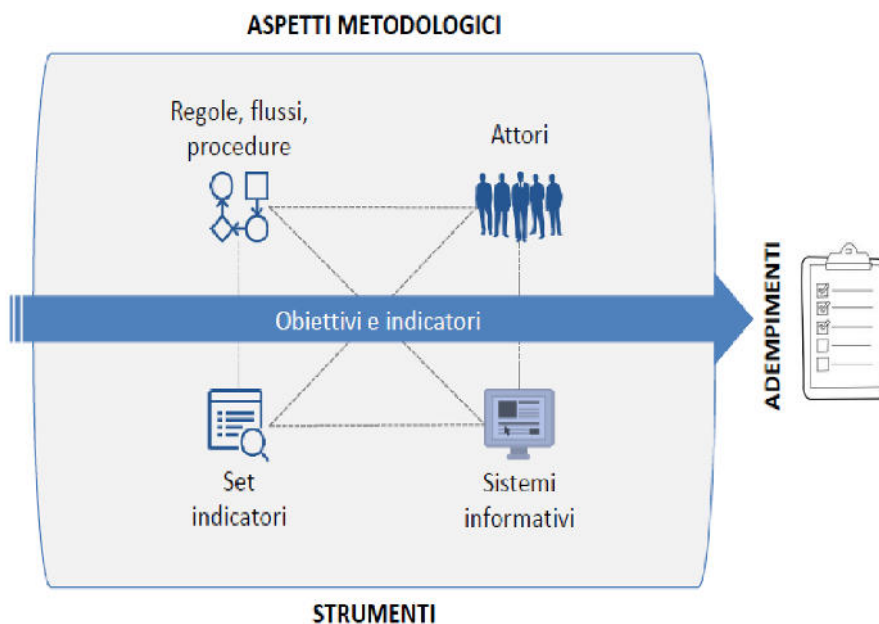 ASPETTI METODOLOGICI
Regole, flussi,
procedure
Attori
Obiettivi e indicatori
ADEMPIMENTI
Set
indicatori
Sistemi
informativi
STRUMENTI